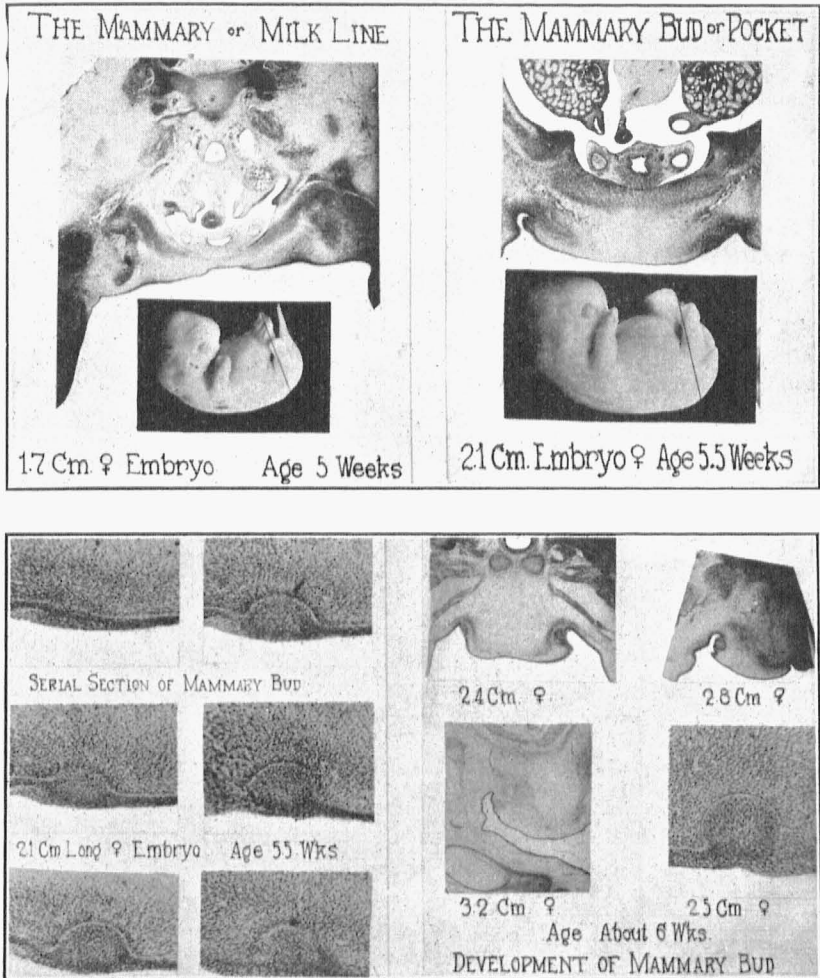 THE MAMMARY or MILK LINE
1.7 Cm. ♀ Embryo Age 5 Weeks
THE MAMMARY BUD or POCKET
2.1 Cm. Embryo ♀ Age 5.5 Weeks
SERIAL SECTION OF MAMMARY BUD
2.1 Cm Long ♀ Embryo Age 5.5 Wks.
2.4 Cm. ♀
2.8 Cm ♀
3.2 Cm ♀
2.5 Cm ♀
Age About 6 Wks.
DEVELOPMENT OF MAMMARY BUD